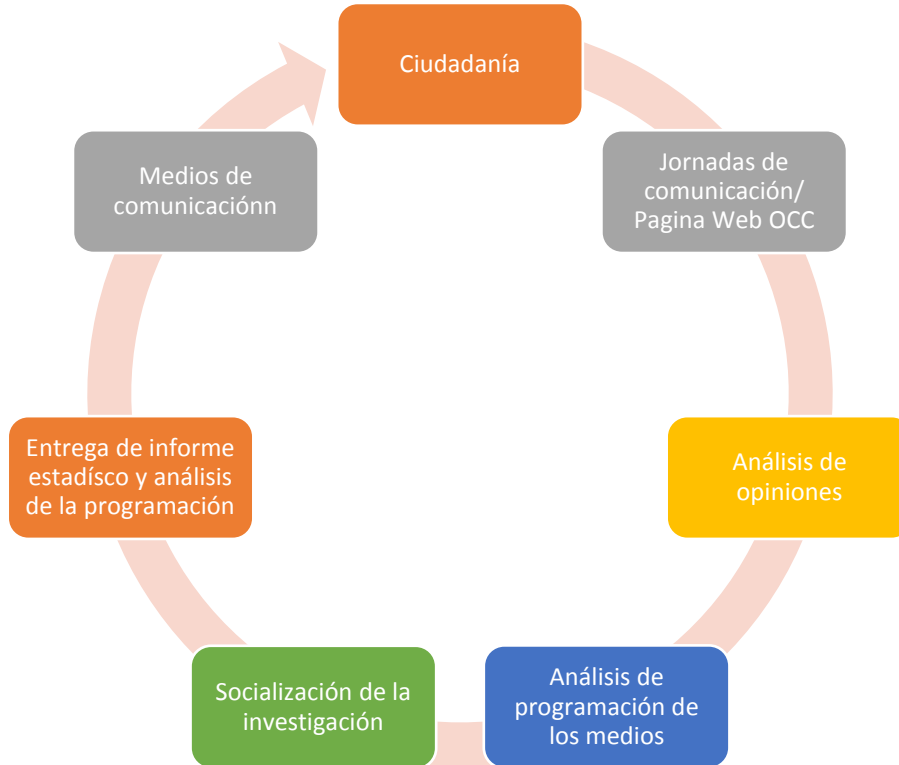 Ciudadanía
Jornadas de
comunicación/
Pagina Web OCC
Análisis de
opiniones
Análisis de
programación de
los medios
Socialización de la
investigación
Entrega de informe
estadísco y análisis
de la programación
Medios de
comunicaciónn